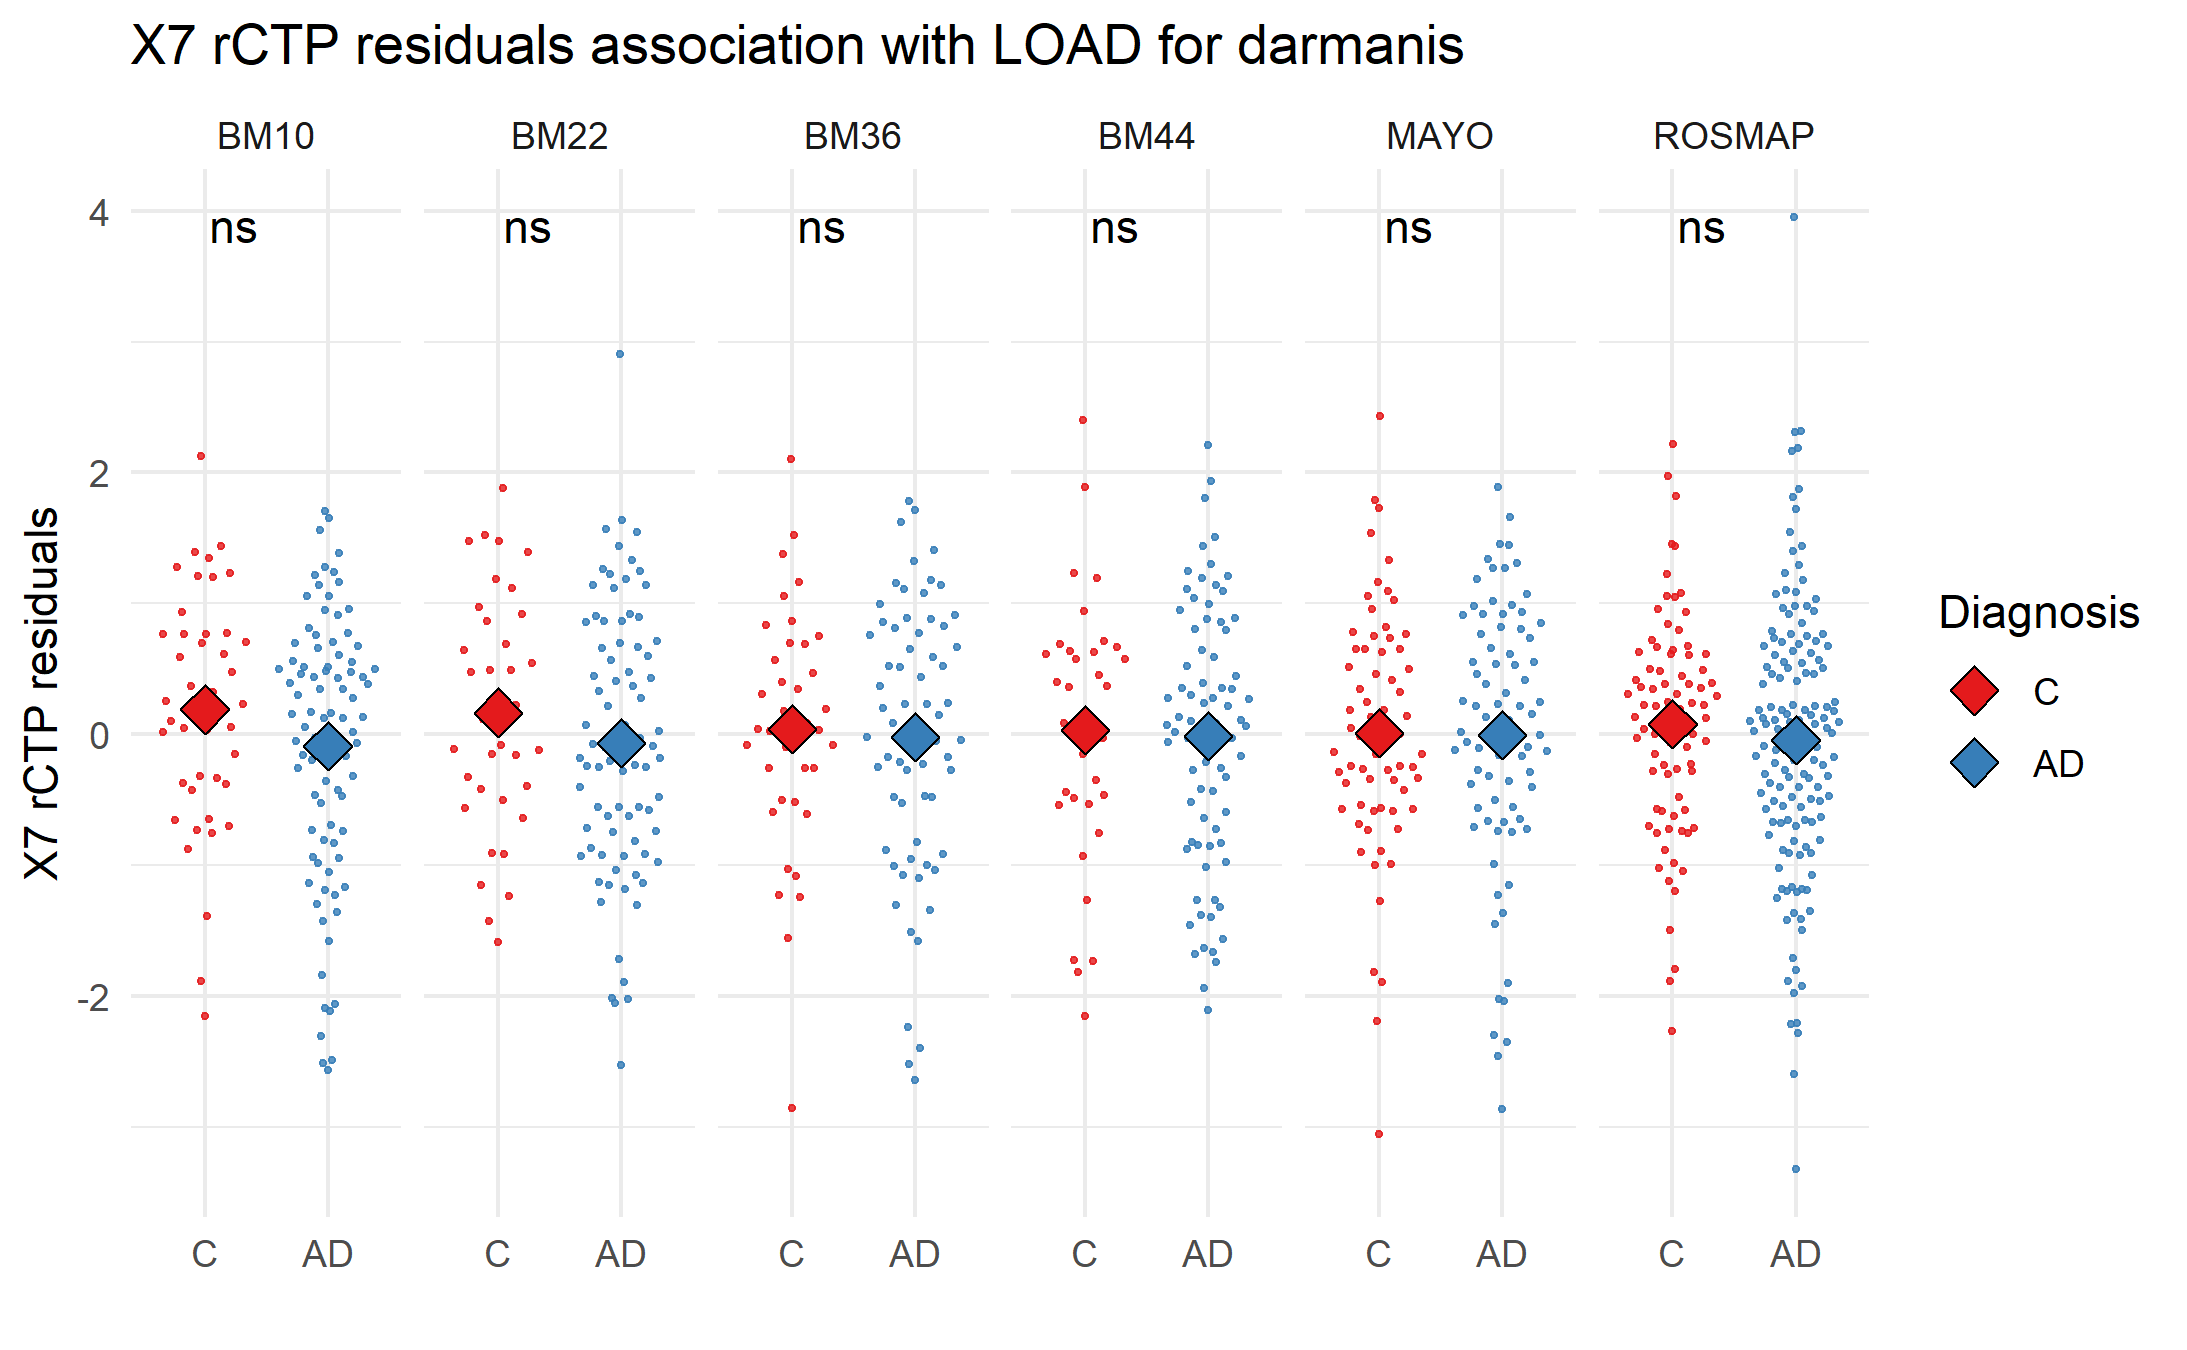 X7 rCTP residuals association with LOAD for darmanis
BM10 BM22 BM36 BM44 MAYO ROSMAP
ns ns ns ns ns ns
4
2
0
-2
X7 rCTP residuals
C AD C AD C AD C AD C AD C AD
Diagnosis
C
AD